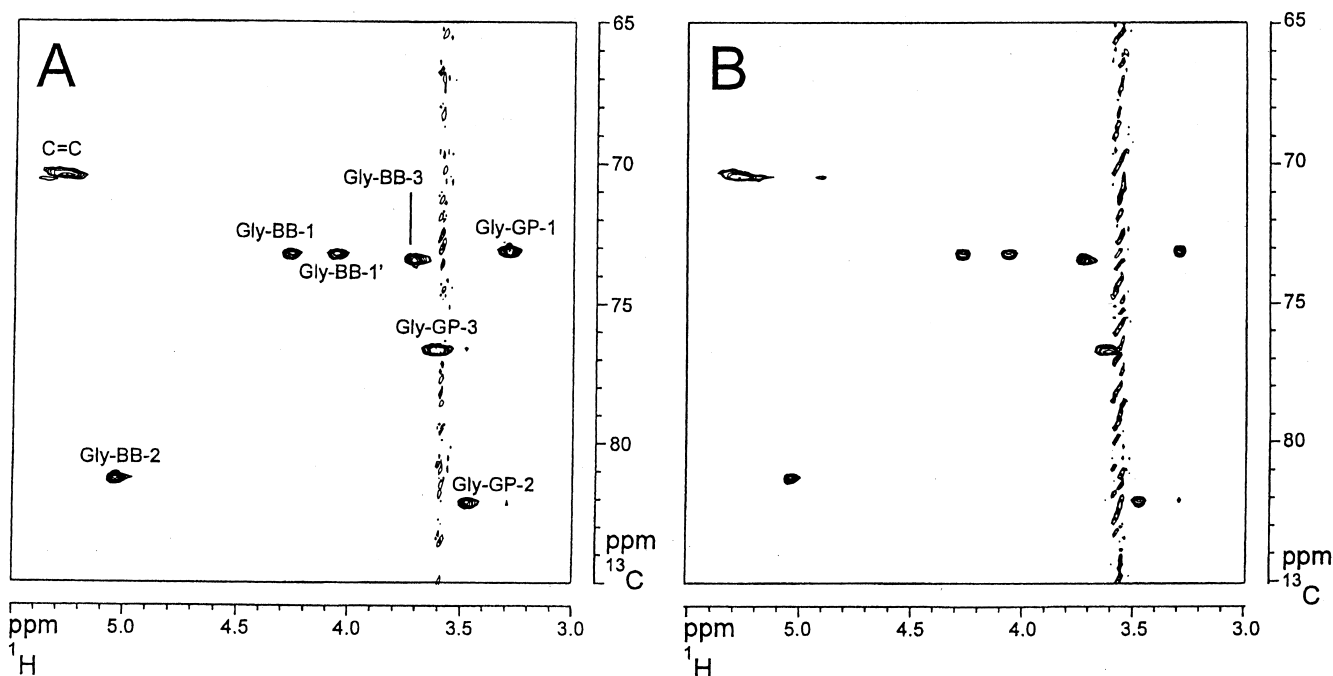 A
C=C
Gly-BB-3
Gly-BB-1
Gly-BB-1'
Gly-GP-1
Gly-GP-3
Gly-BB-2
Gly-GP-2
65
70
75
80
ppm
13C
ppm
5.0 4.5 4.0 3.5 3.0
1H
B
65
70
75
80
ppm
13C
ppm
5.0 4.5 4.0 3.5 3.0
1H